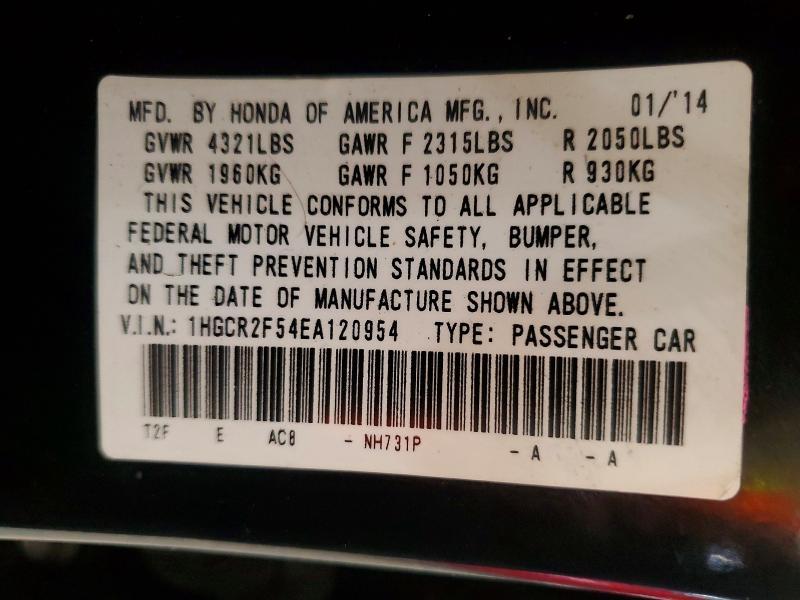 MFD. BY HONDA OF AMERICA MFG., INC. 01/'14
GVWR 4321LBS GAWR F 2315LBS R 2050LBS
GVWR 1960KG GAWR F 1050KG R 930KG
THIS VEHICLE CONFORMS TO ALL APPLICABLE
FEDERAL MOTOR VEHICLE SAFETY, BUMPER,
AND THEFT PREVENTION STANDARDS IN EFFECT
ON THE DATE OF MANUFACTURE SHOWN ABOVE.
V.I.N.: 1HGCR2F54EA120954 TYPE: PASSENGER CAR
T2F E AC8 - NH731P - A - A